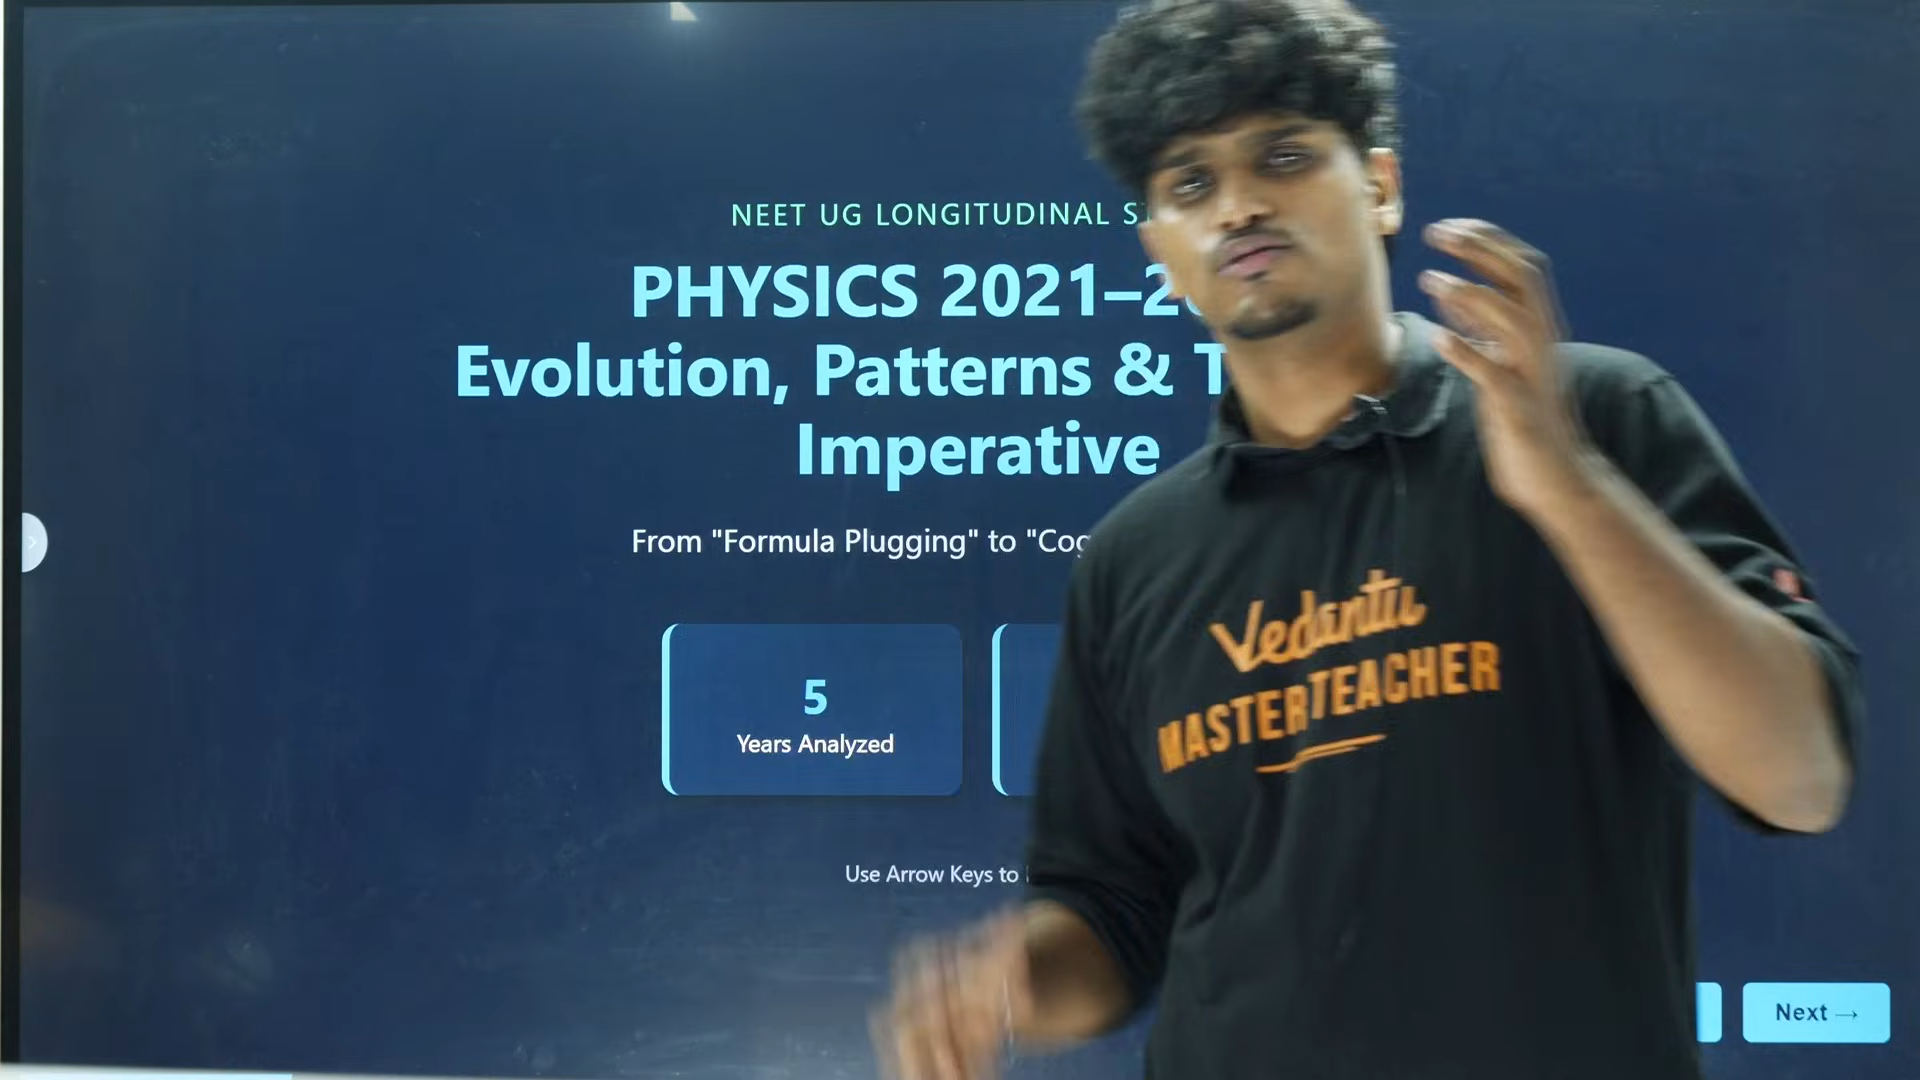 NEET UG LONGITUDINAL
PHYSICS 2021–2
Evolution, Patterns & T
Imperative
From "Formula Plugging" to "Cog
5
Years Analyzed
Use Arrow Keys to
Vedantu
MASTERTEACHER
Next →